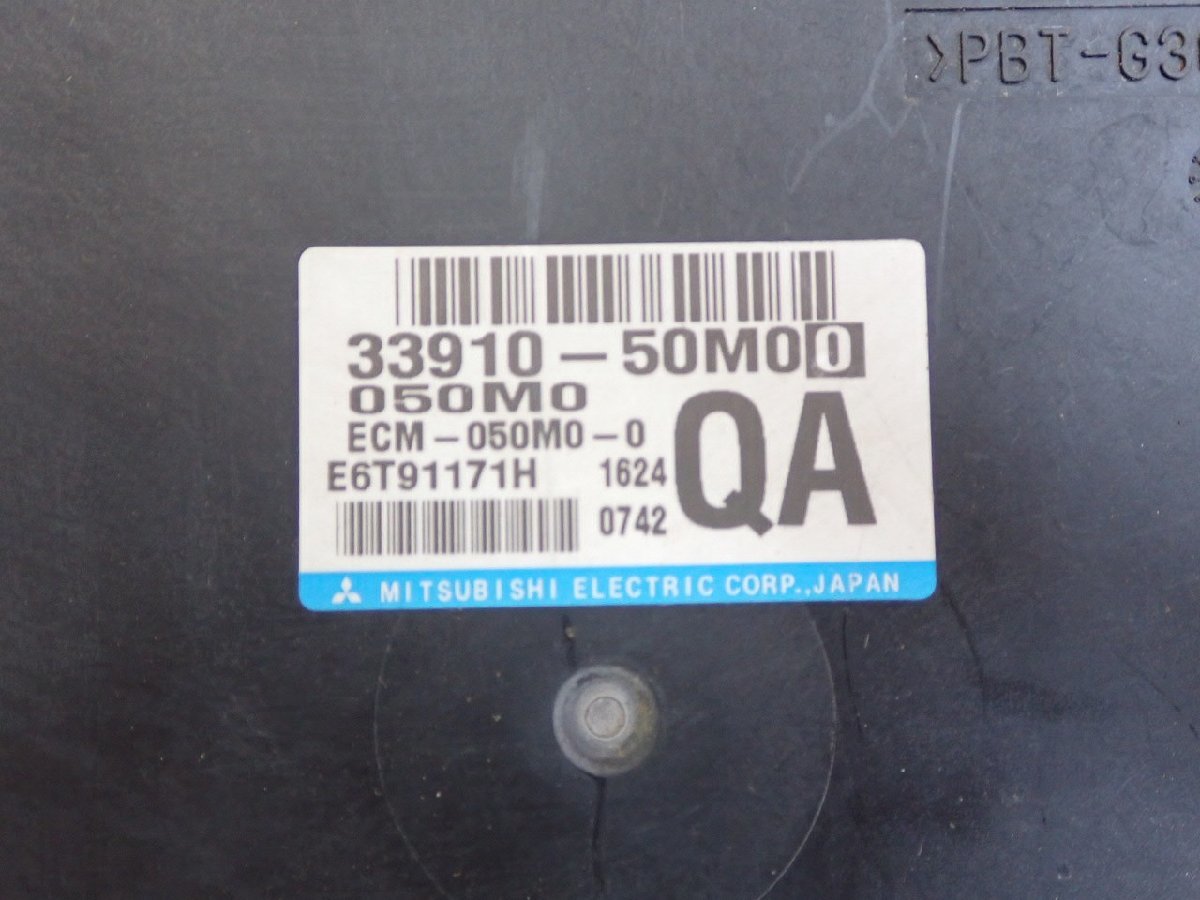 >PBT-G3
33910-50M00
050M0
ECM-050M0-0
E6T91171H 1624
0742
QA
MITSUBISHI ELECTRIC CORP.,JAPAN